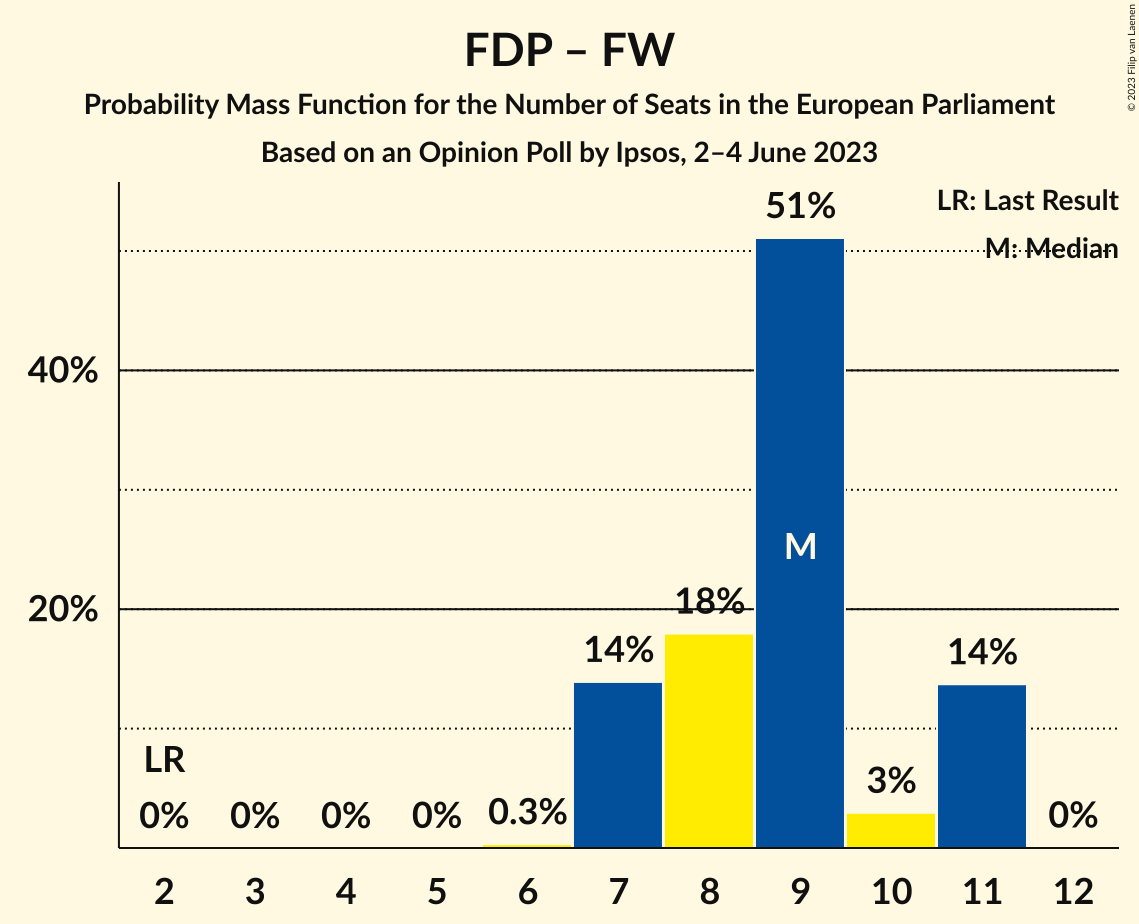 FDP – FW
Probability Mass Function for the Number of Seats in the European Parliament
Based on an Opinion Poll by Ipsos, 2–4 June 2023
© 2023 Filip van Laenen
LR: Last Result
M: Median
51%
40%
20%
M
18%
14%
14%
LR
3%
0%
0%
0%
0%
0.3%
0%
2 3 4 5 6 7 8 9 10 11 12